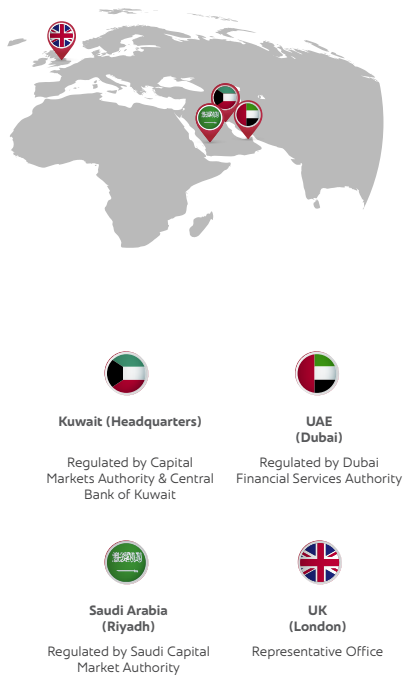 Kuwait (Headquarters)
Regulated by Capital
Markets Authority & Central
Bank of Kuwait
UAE
(Dubai)
Regulated by Dubai
Financial Services Authority
Saudi Arabia
(Riyadh)
Regulated by Saudi Capital
Market Authority
UK
(London)
Representative Office